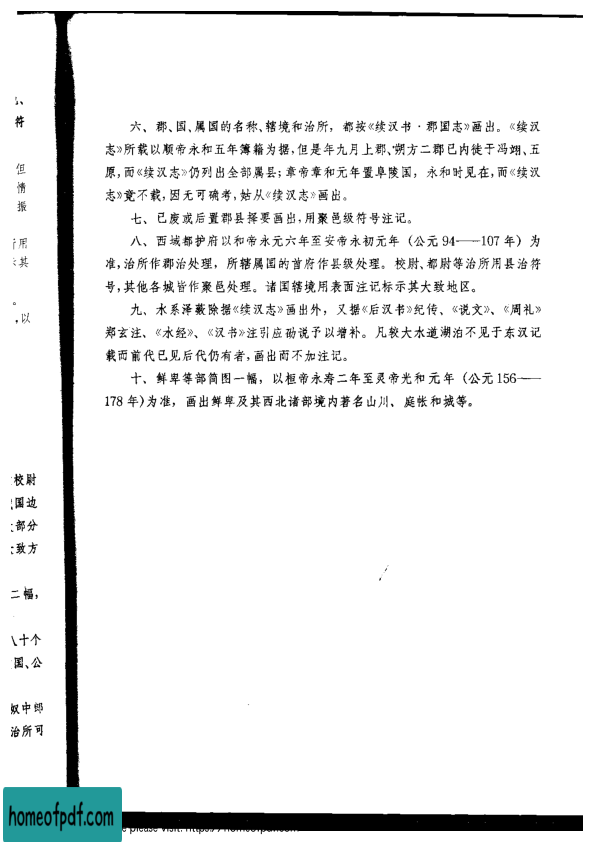 符
但
情
振
用
其
。
,以
校尉
国边
部分
致方
二幅,
八十个
国、公
奴中郎
治所可
六、郡、国、属国的名称、辖境和治所，都按《续汉书·郡国志》画出。《续汉
志》所载以顺帝永和五年簿籍为据,但是年九月上郡、朔方二郡已内徙于冯翊、五
原,而《续汉志》仍列出全部属县;章帝章和元年置阜陵国，永和时见在,而《续汉
志》竟不载,因无可确考,姑从《续汉志》画出。
七、已废或后置郡县择要画出,用聚邑级符号注记。
八、西域都护府以和帝永元六年至安帝永初元年（公元94——107年）为
准,治所作郡治处理，所辖属国的首府作县级处理。校尉、都尉等治所用县治符
号,其他各城皆作聚邑处理。诸国辖境用表面注记标示其大致地区。
九、水系泽薮除据《续汉志》画出外，又据《后汉书》纪传、《说文》、《周礼》
郑玄注、《水经》、《汉书》注引应劭说予以增补。凡较大水道湖泊不见于东汉记
载而前代已见后代仍有者,画出而不加注记。
十、鲜卑等部简图一幅，以桓帝永寿二年至灵帝光和元年（公元156——
178年)为准，画出鲜卑及其西北诸部境内著名山川、庭帐和城等。
homeofpdf.com
please visit: https://homeofpdf.com